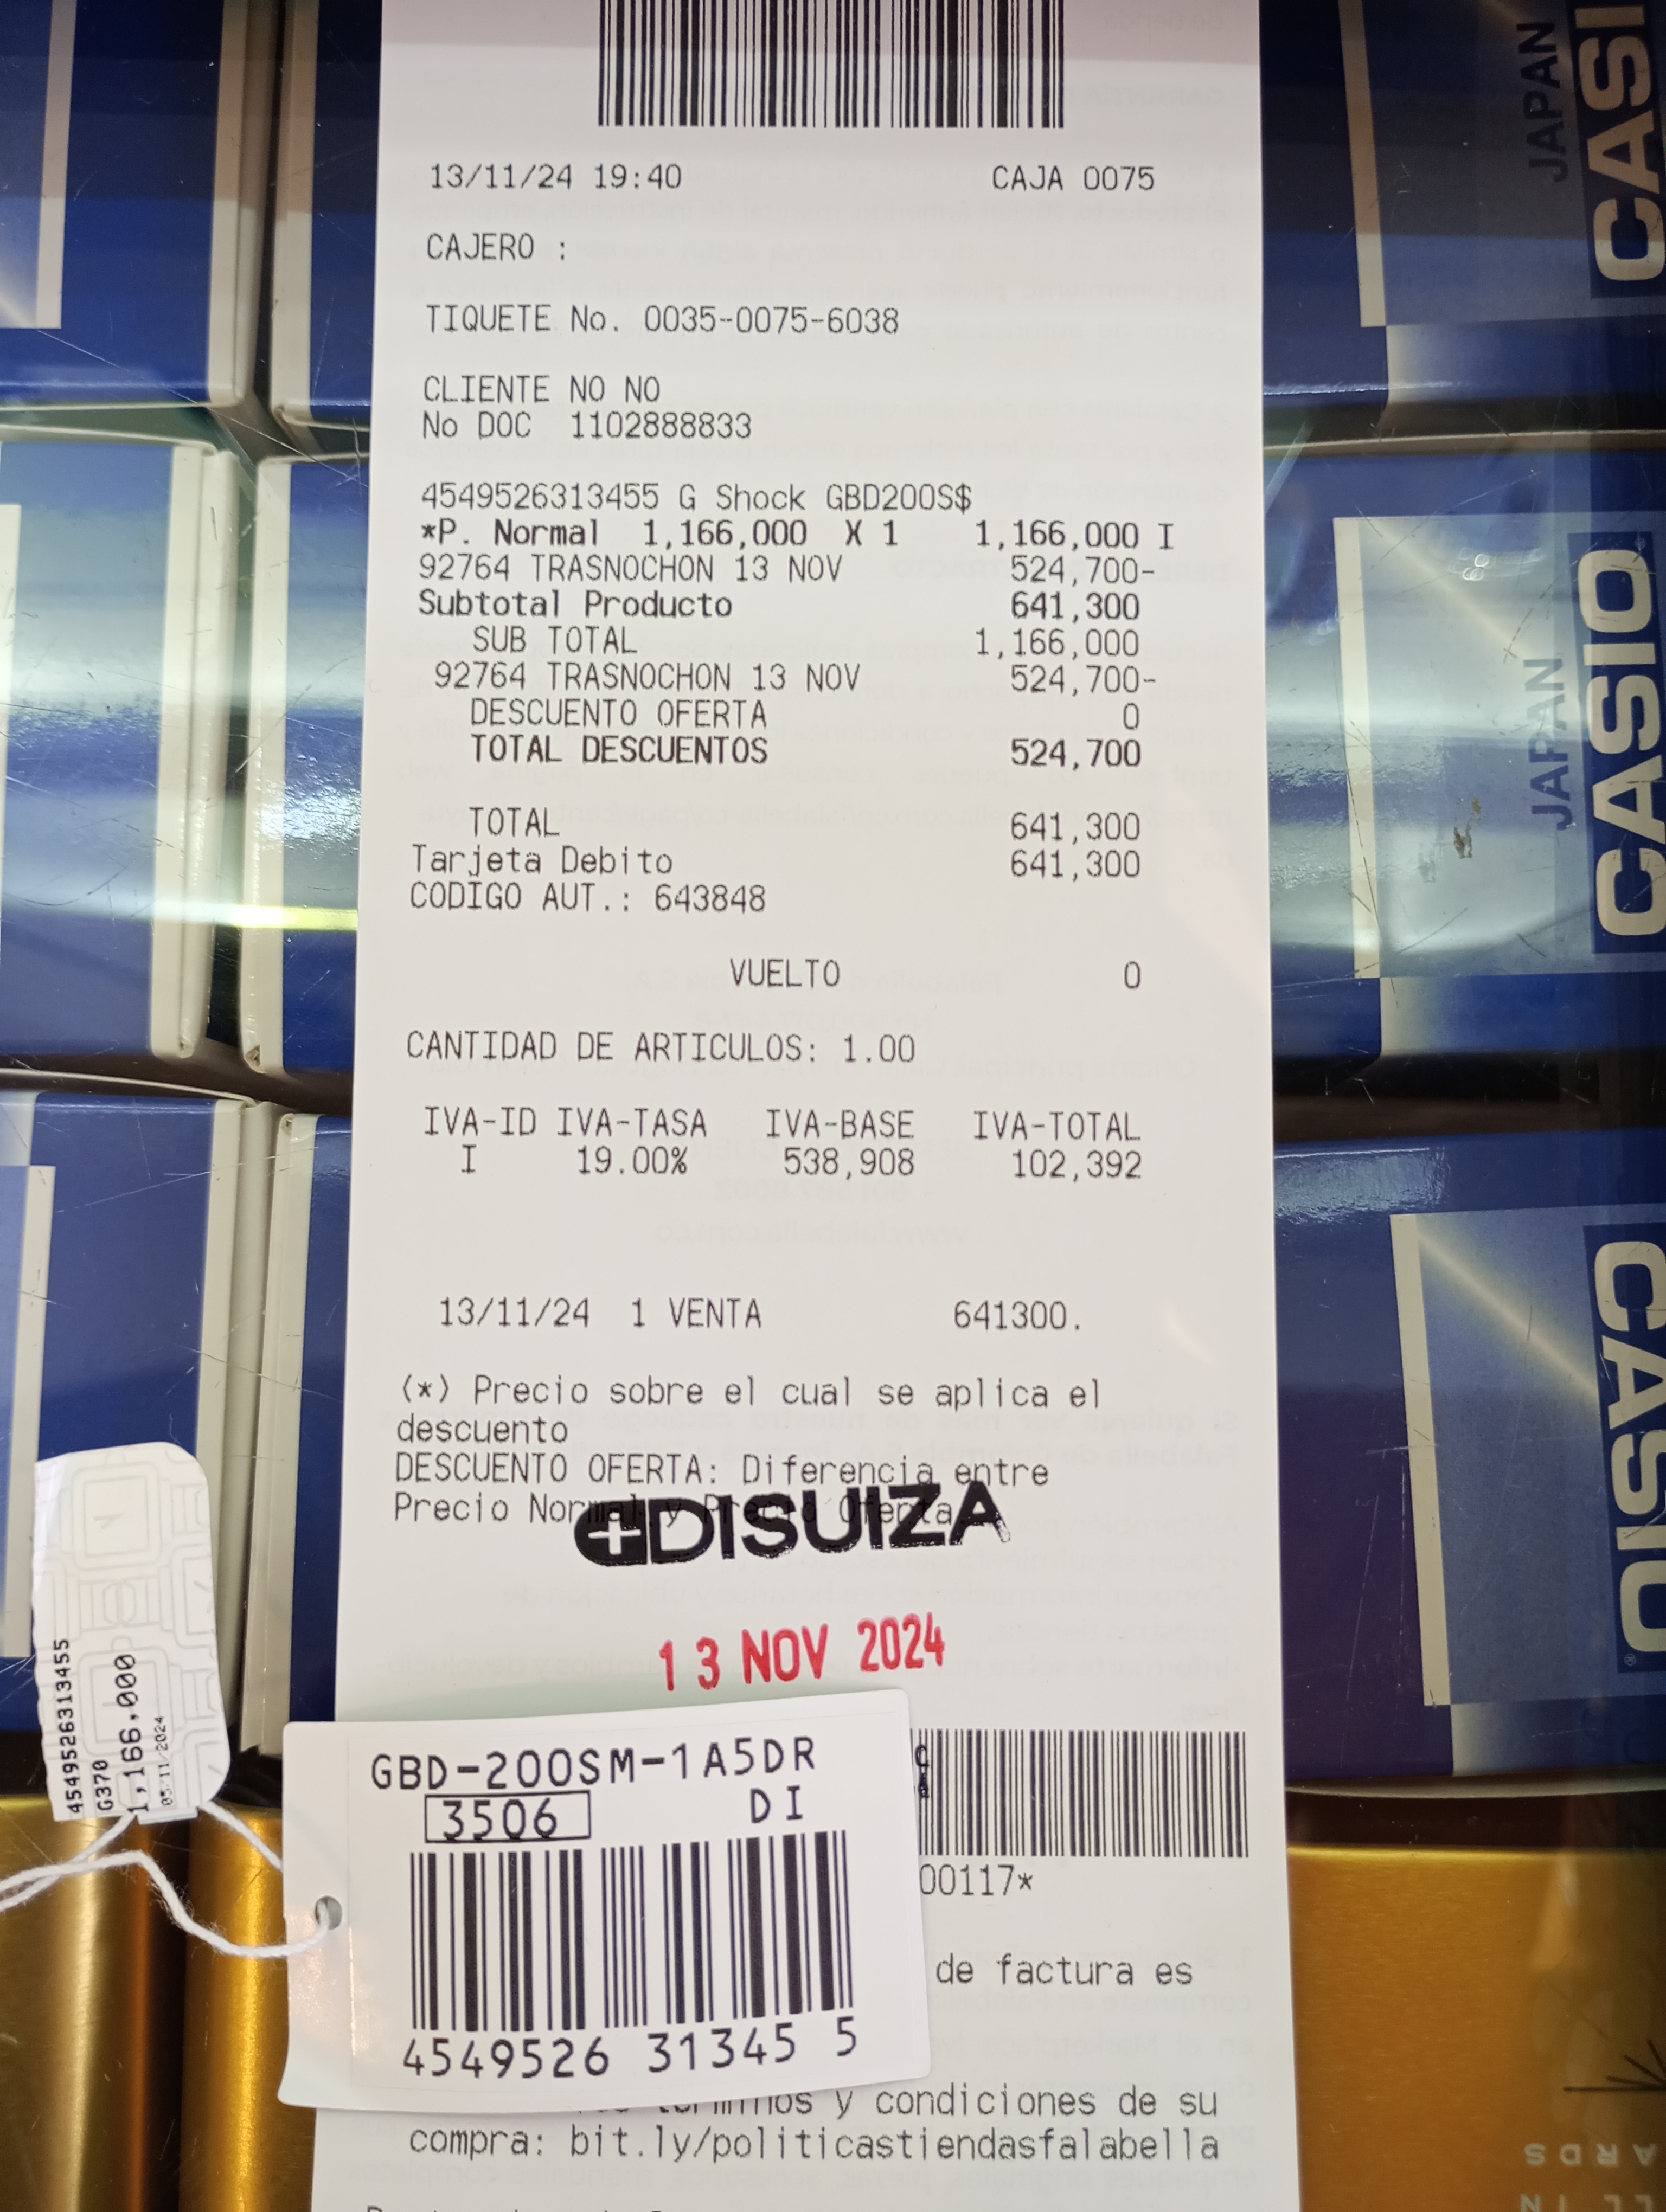 13/11/24 19:40 CAJA 0075
CAJERO :
TIQUETE No. 0035-0075-6038
CLIENTE NO NO
No DOC 1102888833
4549526313455 G Shock GBD200S$
*P. Normal 1,166,000 X 1 1,166,000 I
92764 TRASNOCHON 13 NOV 524,700-
Subtotal Producto 641,300
SUB TOTAL 1,166,000
92764 TRASNOCHON 13 NOV 524,700-
DESCUENTO OFERTA 0
TOTAL DESCUENTOS 524,700
TOTAL 641,300
Tarjeta Debito 641,300
CODIGO AUT.: 643848
VUELTO 0
CANTIDAD DE ARTICULOS: 1.00
IVA-ID IVA-TASA IVA-BASE IVA-TOTAL
I 19.00% 538,908 102,392
13/11/24 1 VENTA 641300.
(*) Precio sobre el cual se aplica el
descuento
DESCUENTO OFERTA: Diferencia entre
Precio Normal y Precio Oferta
DISUIZA
13 NOV 2024
GBD-200SM-1A5DR
3506 DI
4549526 31345 5
00117*
de factura es
y condiciones de su
compra: bit.ly/politicastiendasfalabella
4549526313455
G370
1,166,000
05/11/2024
CASIO
JAPAN
CASIO
JAPAN
CASIO